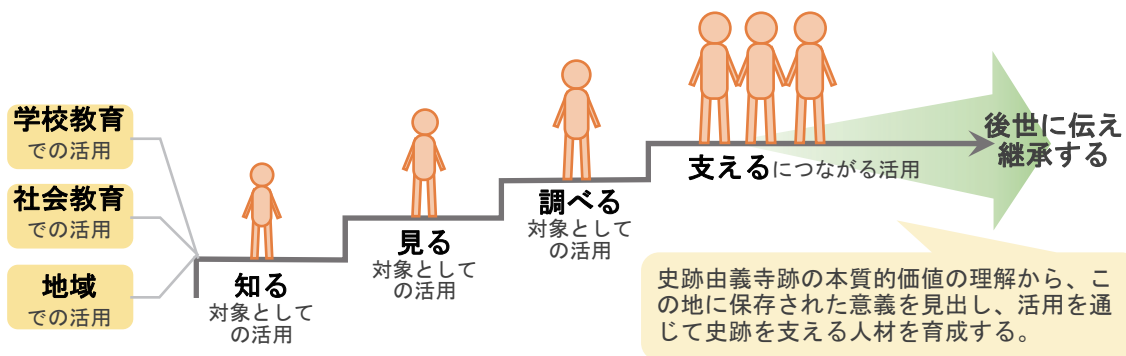 学校教育
での活用
社会教育
での活用
地域
での活用
知る
対象として
の活用
見る
対象として
の活用
調べる
対象として
の活用
支えるにつながる活用
後世に伝え
継承する
史跡由義寺跡の本質的価値の理解から、こ
の地に保存された意義を見出し、活用を通
じて史跡を支える人材を育成する。